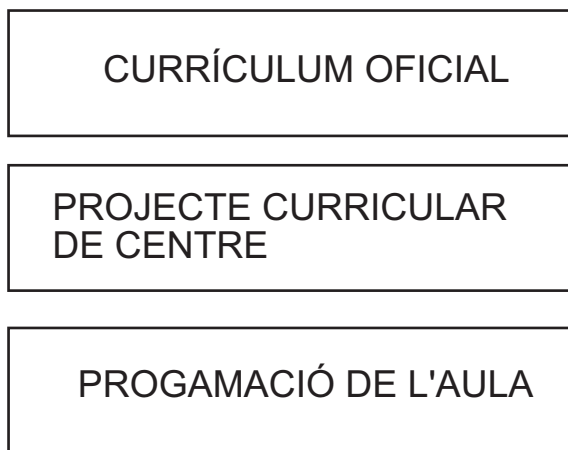 CURRÍCULUM OFICIAL
PROJECTE CURRICULAR
DE CENTRE
PROGAMACIÓ DE L'AULA